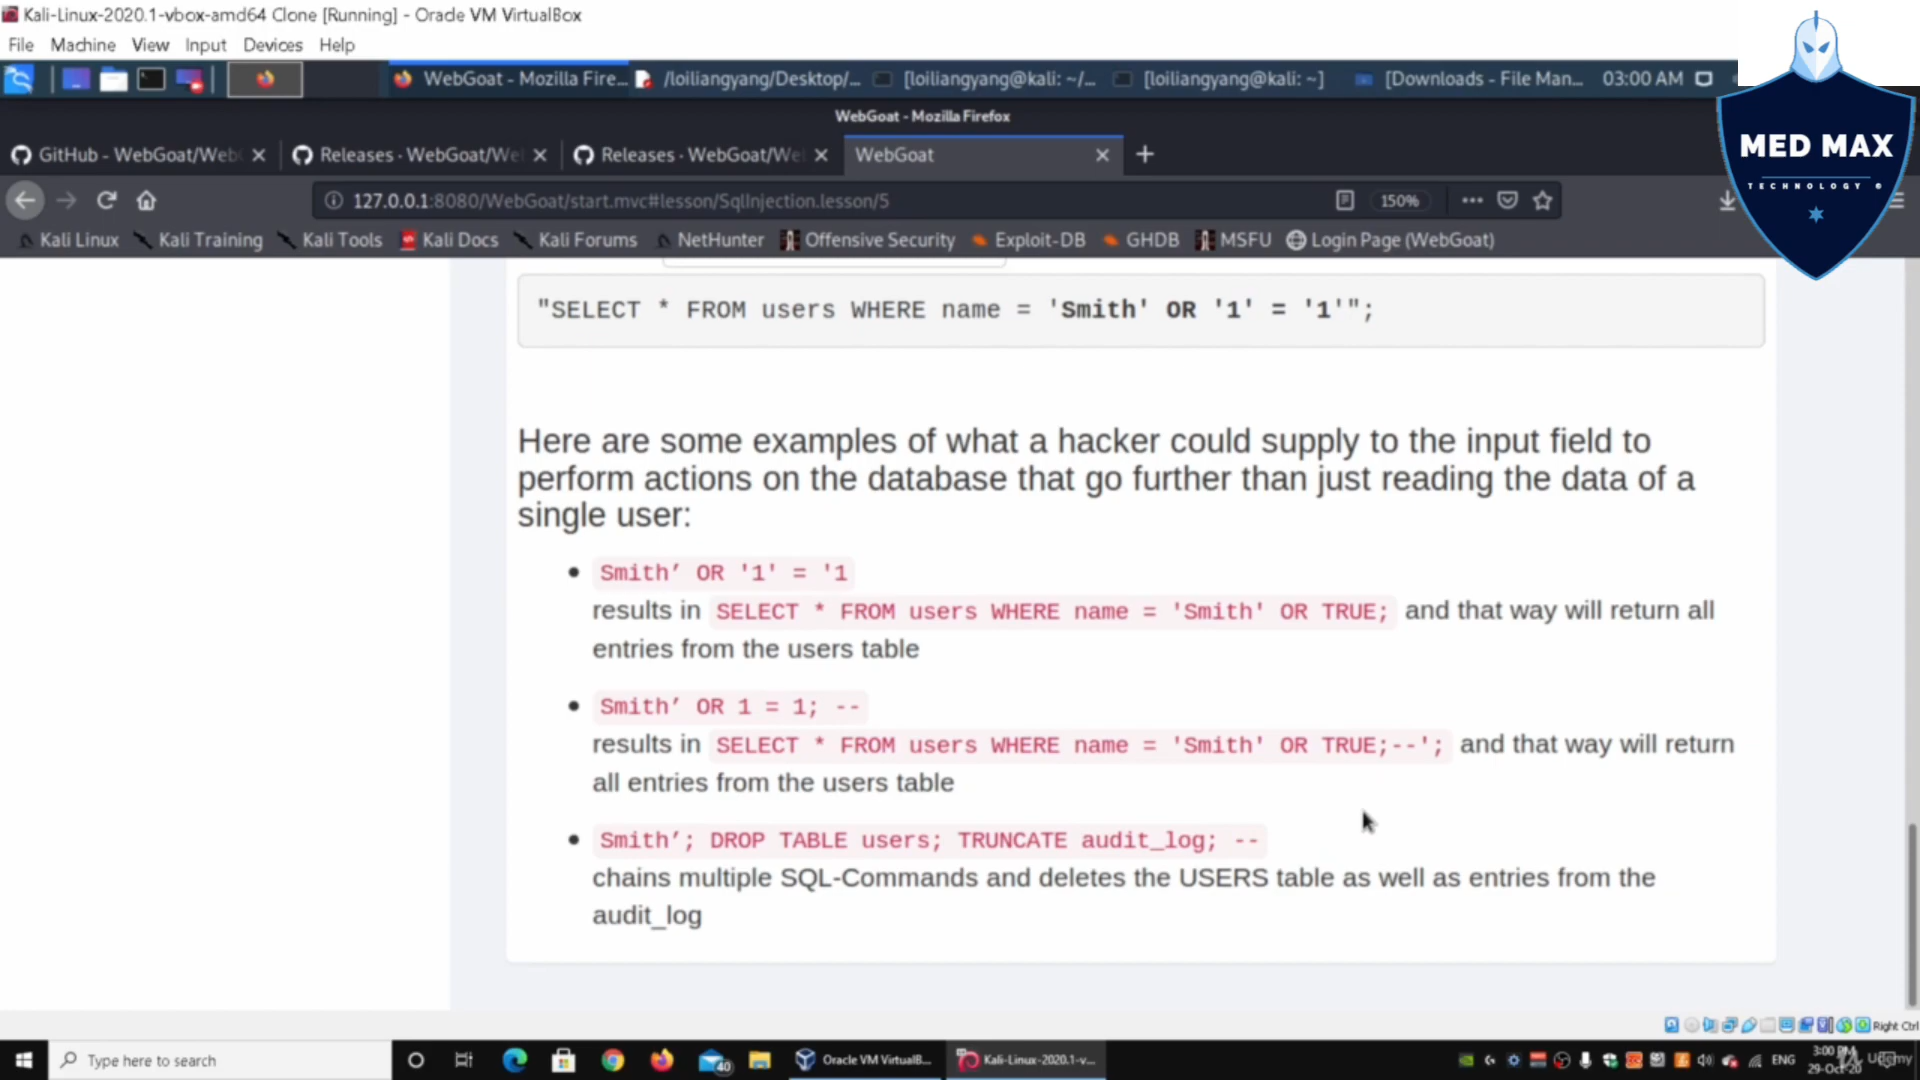 Kali-Linux-2020.1-vbox-amd64 Clone [Running] - Oracle VM VirtualBox
File Machine View Input Devices Help
WebGoat - Mozilla Fire... /loiliangyang/Desktop/... [loiliangyang@kali: ~/... [loiliangyang@kali: ~] [Downloads - File Man... 03:00 AM
WebGoat - Mozilla Firefox
GitHub - WebGoat/Web Releases · WebGoat/We Releases · WebGoat/We WebGoat
127.0.0.1:8080/WebGoat/start.mvc#lesson/SqlInjection.lesson/5 150%
Kali Linux Kali Training Kali Tools Kali Docs Kali Forums NetHunter Offensive Security Exploit-DB GHDB MSFU Login Page (WebGoat)
MED MAX
TECHNOLOGY
"SELECT * FROM users WHERE name = 'Smith' OR '1' = '1'";
Here are some examples of what a hacker could supply to the input field to
perform actions on the database that go further than just reading the data of a
single user:
• Smith’ OR '1' = '1
results in SELECT * FROM users WHERE name = 'Smith' OR TRUE; and that way will return all
entries from the users table
• Smith’ OR 1 = 1; --
results in SELECT * FROM users WHERE name = 'Smith' OR TRUE;--'; and that way will return
all entries from the users table
• Smith’; DROP TABLE users; TRUNCATE audit_log; --
chains multiple SQL-Commands and deletes the USERS table as well as entries from the
audit_log
Right Ctrl
Type here to search 40 Oracle VM VirtualB... Kali-Linux-2020.1-v... ENG 3:00 PM
29-Oct-20 Udemy